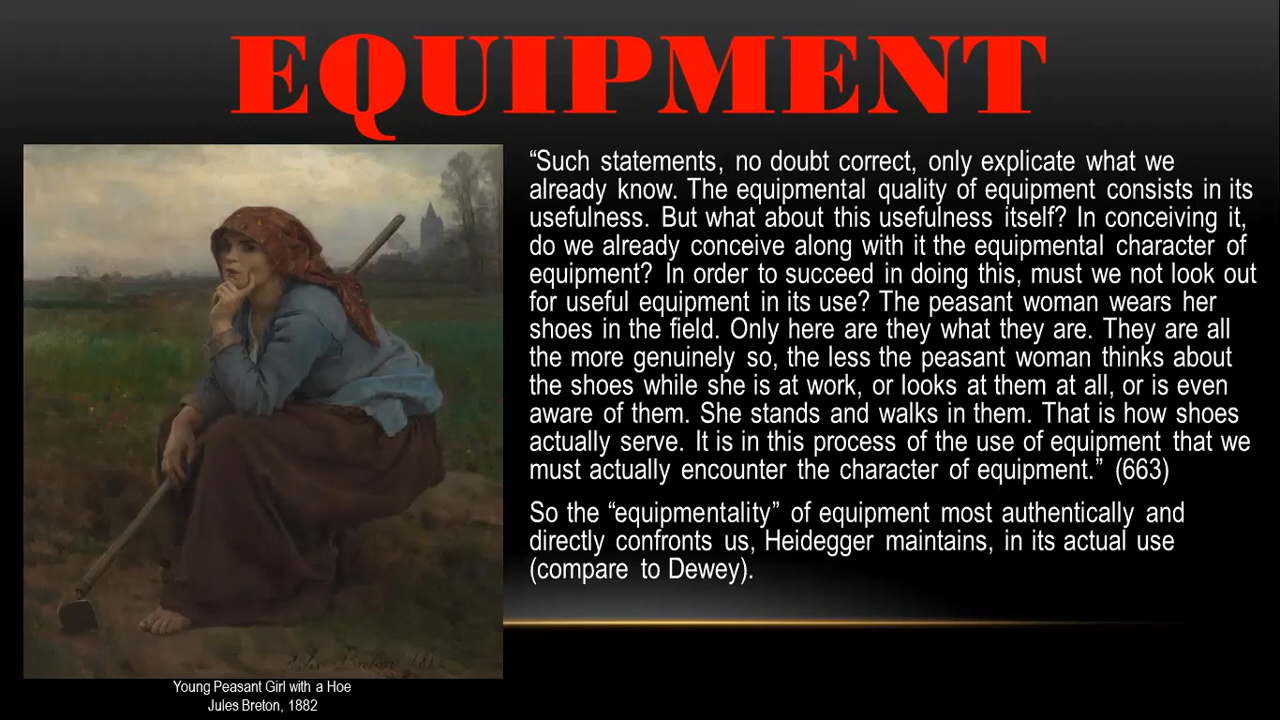 EQUIPMENT
“Such statements, no doubt correct, only explicate what we
already know. The equipmental quality of equipment consists in its
usefulness. But what about this usefulness itself? In conceiving it,
do we already conceive along with it the equipmental character of
equipment? In order to succeed in doing this, must we not look out
for useful equipment in its use? The peasant woman wears her
shoes in the field. Only here are they what they are. They are all
the more genuinely so, the less the peasant woman thinks about
the shoes while she is at work, or looks at them at all, or is even
aware of them. She stands and walks in them. That is how shoes
actually serve. It is in this process of the use of equipment that we
must actually encounter the character of equipment.” (663)
So the “equipmentality” of equipment most authentically and
directly confronts us, Heidegger maintains, in its actual use
(compare to Dewey).
Jules Breton 1882
Young Peasant Girl with a Hoe
Jules Breton, 1882